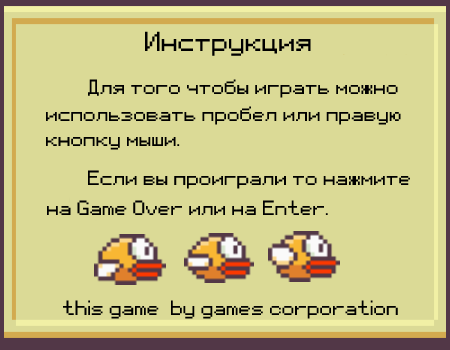 Инструкция
Для того чтобы играть можно
использовать пробел или правую
кнопку мыши.
Если вы проиграли то нажмите
на Game Over или на Enter.
this game by games corporation